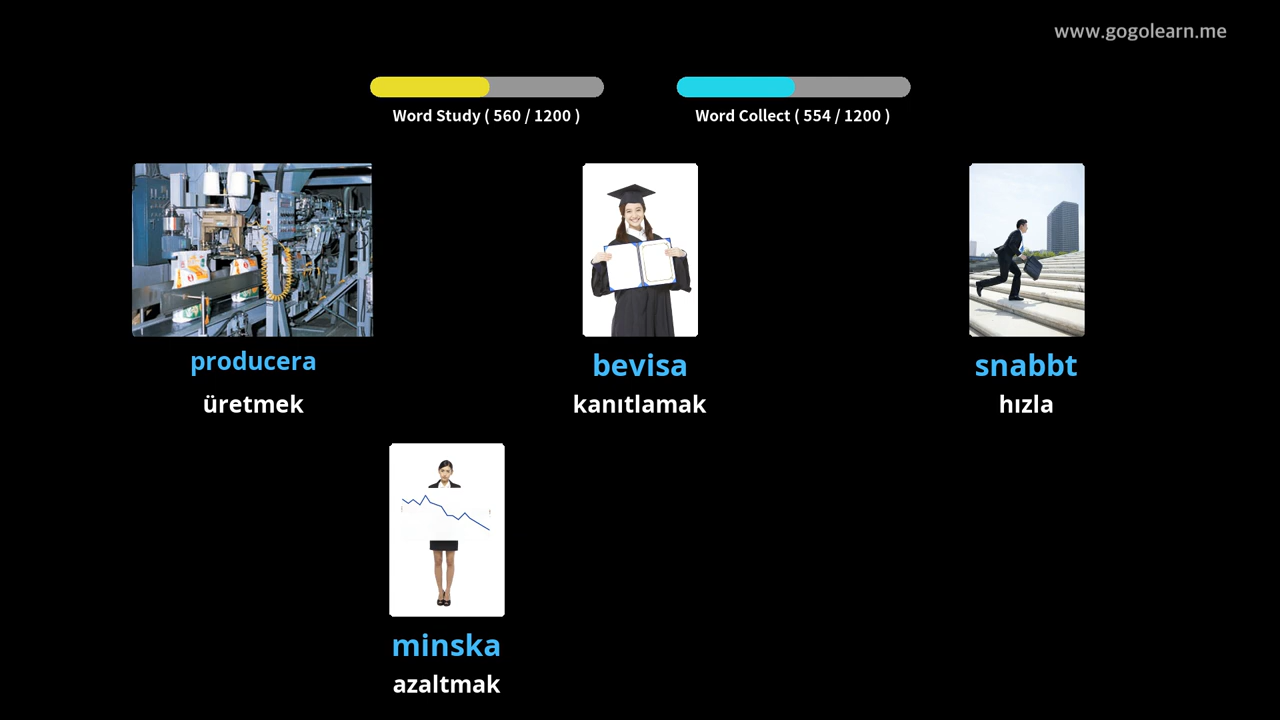 www.gogolearn.me
Word Study ( 560 / 1200 )
Word Collect ( 554 / 1200 )
producera
üretmek
bevisa
kanıtlamak
snabbt
hızla
minska
azaltmak